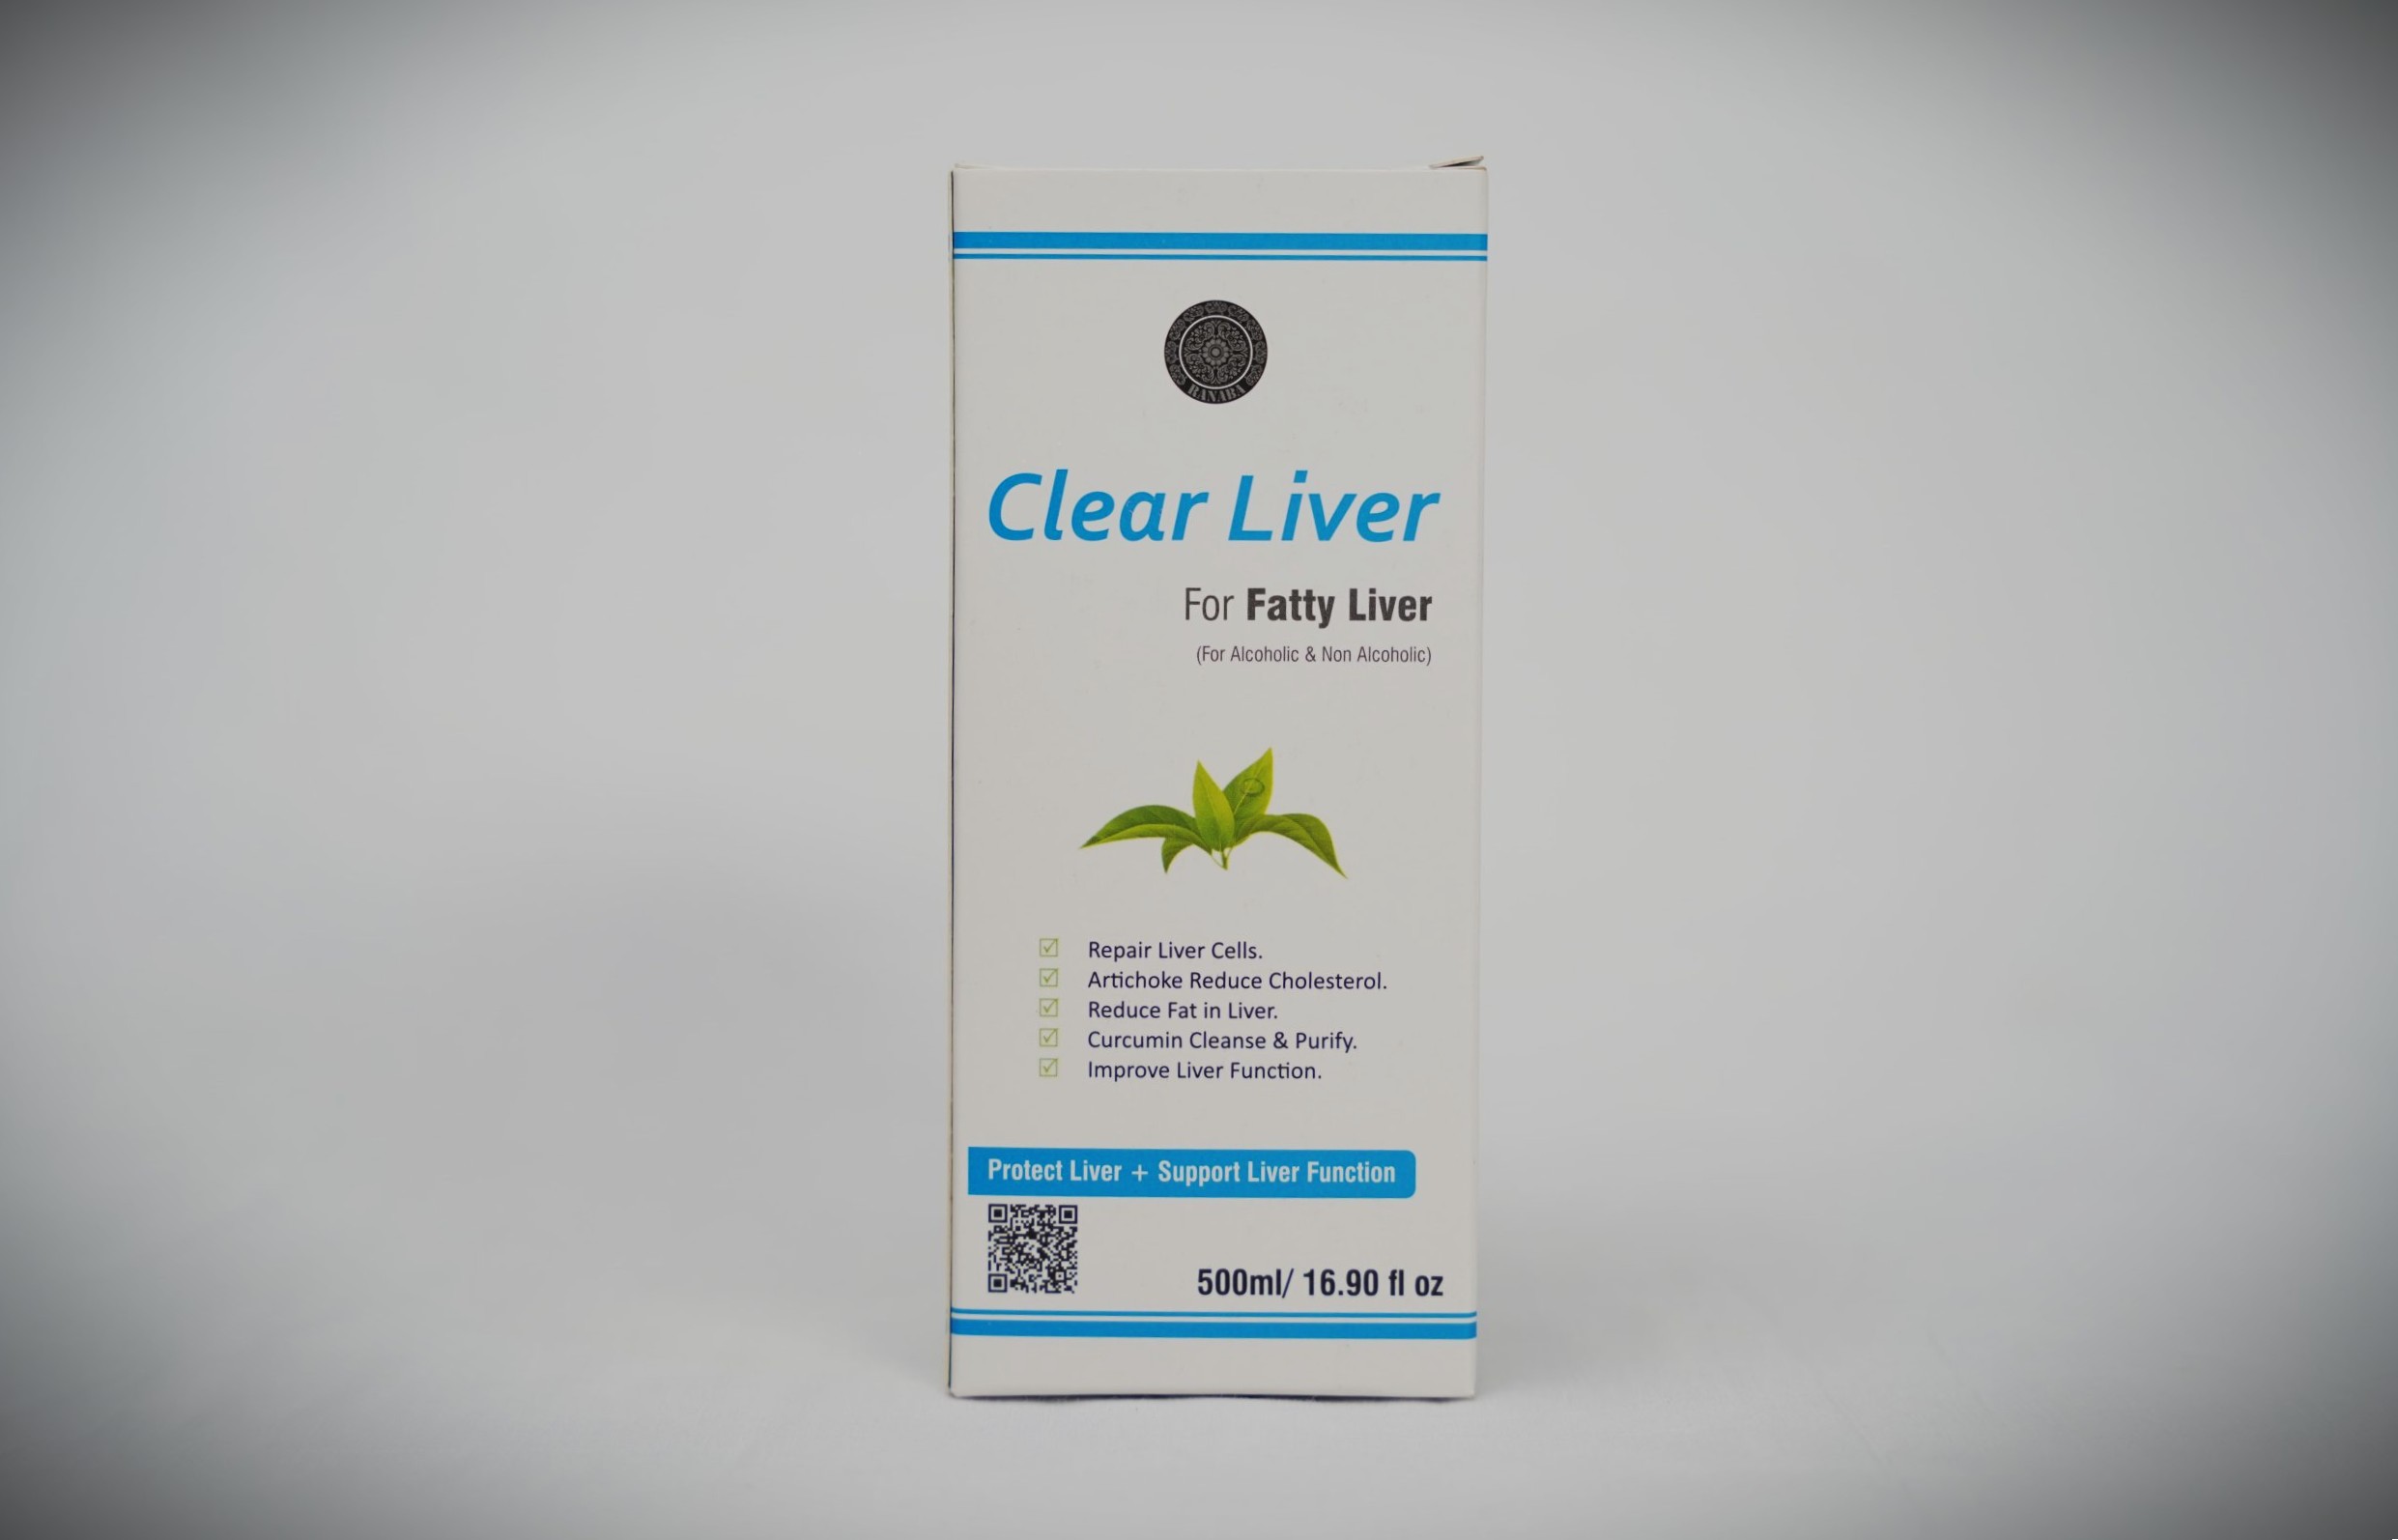 RANABA
Clear Liver
For Fatty Liver
(For Alcoholic & Non Alcoholic)
Repair Liver Cells.
Artichoke Reduce Cholesterol.
Reduce Fat in Liver.
Curcumin Cleanse & Purify.
Improve Liver Function.
Protect Liver + Support Liver Function
500ml/ 16.90 fl oz